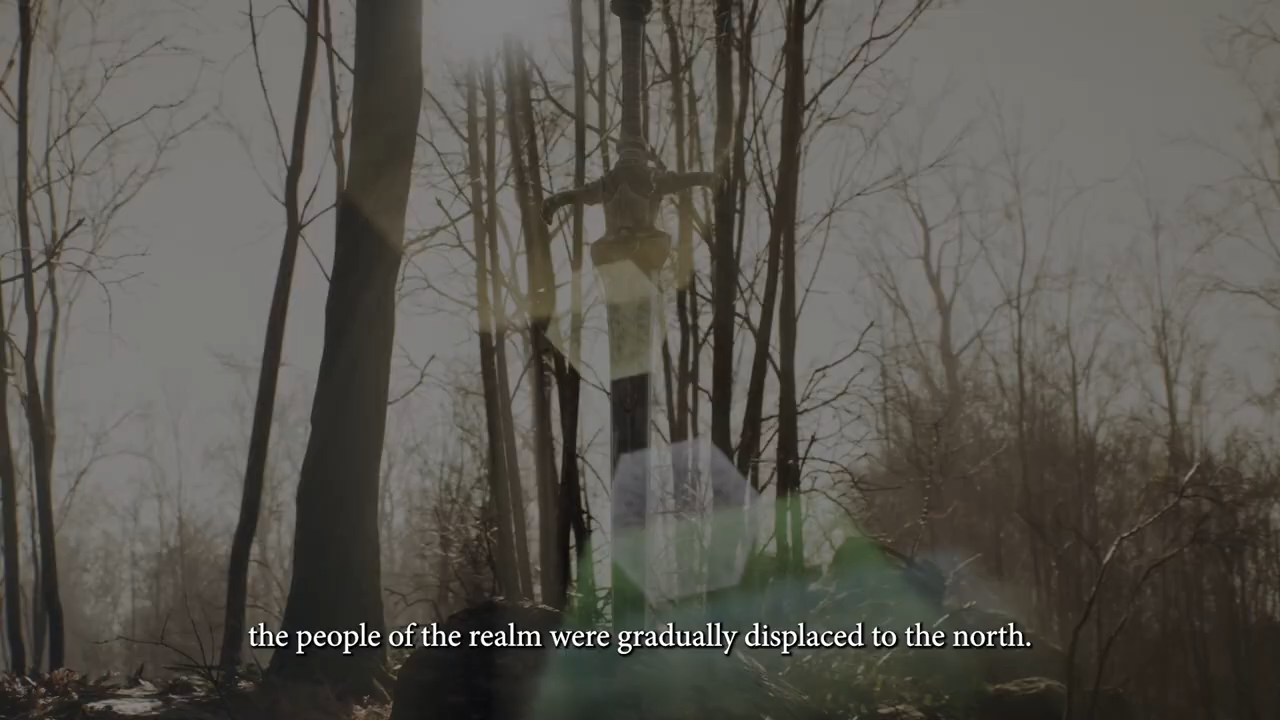 the people of the realm were gradually displaced to the north.